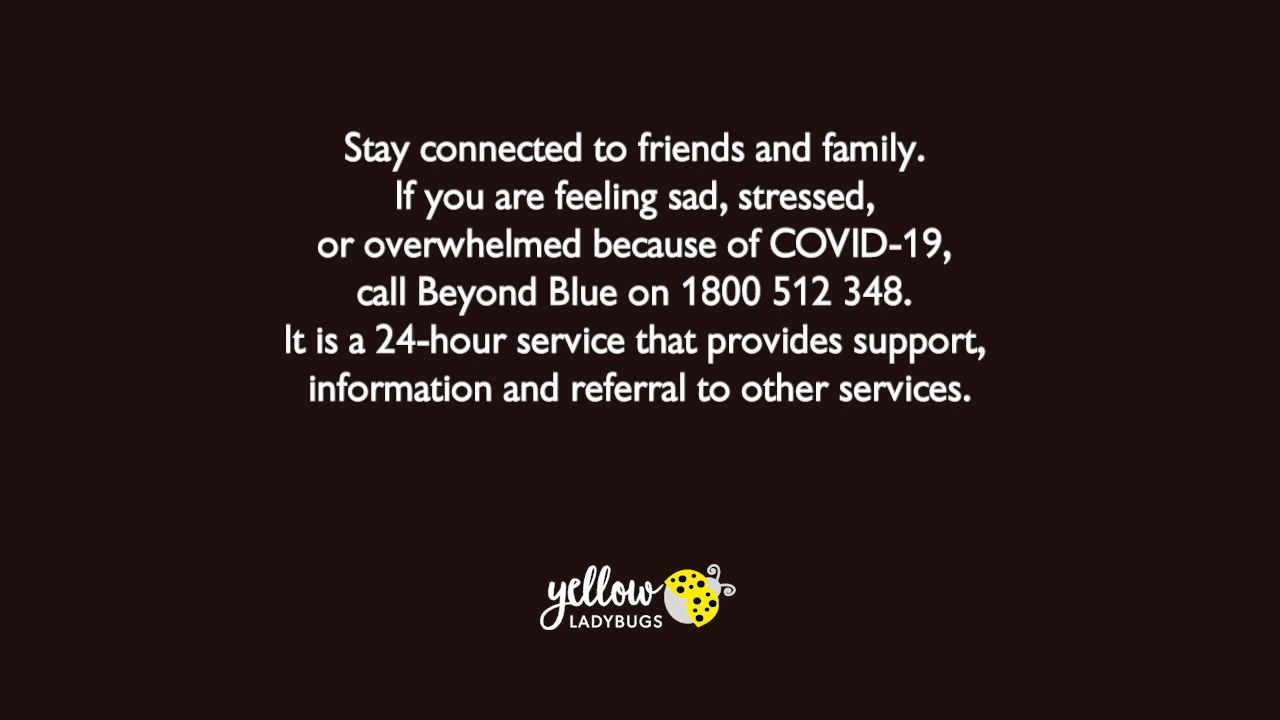 Stay connected to friends and family.
If you are feeling sad, stressed,
or overwhelmed because of COVID-19,
call Beyond Blue on 1800 512 348.
It is a 24-hour service that provides support,
information and referral to other services.
yellow
LADYBUGS